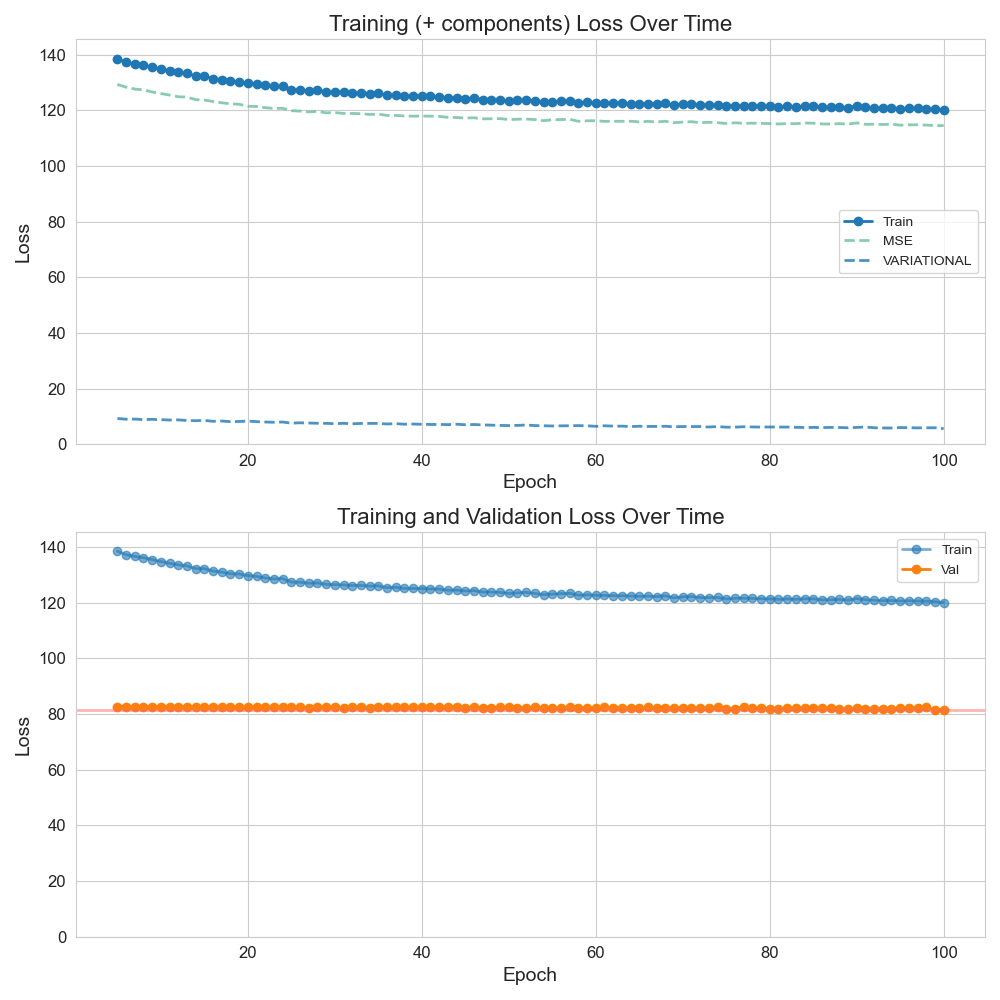 Training (+ components) Loss Over Time
140
120
100
80
60
40
20
0
Loss
Train
MSE
VARIATIONAL
20 40 60 80 100
Epoch
Training and Validation Loss Over Time
140
120
100
80
60
40
20
0
Loss
Train
Val
20 40 60 80 100
Epoch